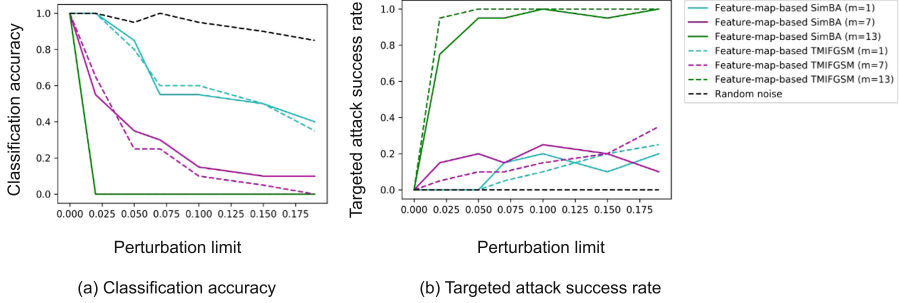 Classification accuracy
1.0
0.8
0.6
0.4
0.2
0.0
0.000 0.025 0.050 0.075 0.100 0.125 0.150 0.175
Perturbation limit
(a) Classification accuracy
Targeted attack success rate
1.0
0.8
0.6
0.4
0.2
0.0
0.000 0.025 0.050 0.075 0.100 0.125 0.150 0.175
Perturbation limit
(b) Targeted attack success rate
Feature-map-based SimBA (m=1)
Feature-map-based SimBA (m=7)
Feature-map-based SimBA (m=13)
Feature-map-based TMIFGSM (m=1)
Feature-map-based TMIFGSM (m=7)
Feature-map-based TMIFGSM (m=13)
Random noise